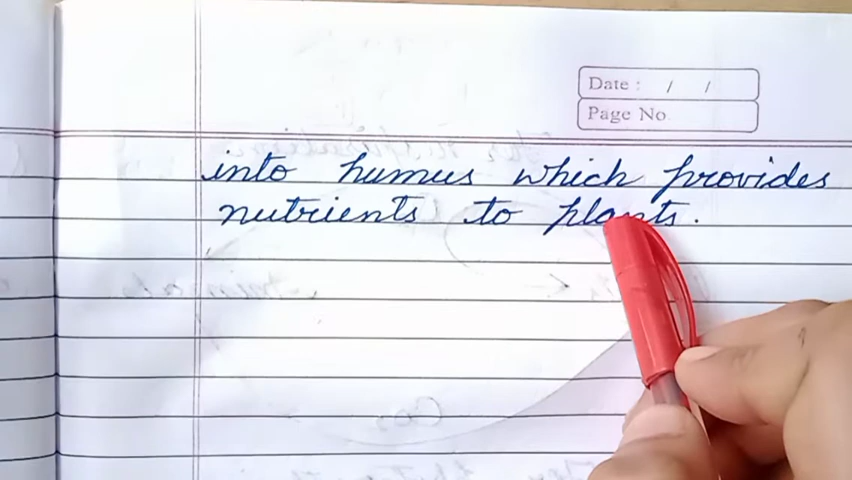 Date : / /
Page No
into humus which provides
nutrients to plants.